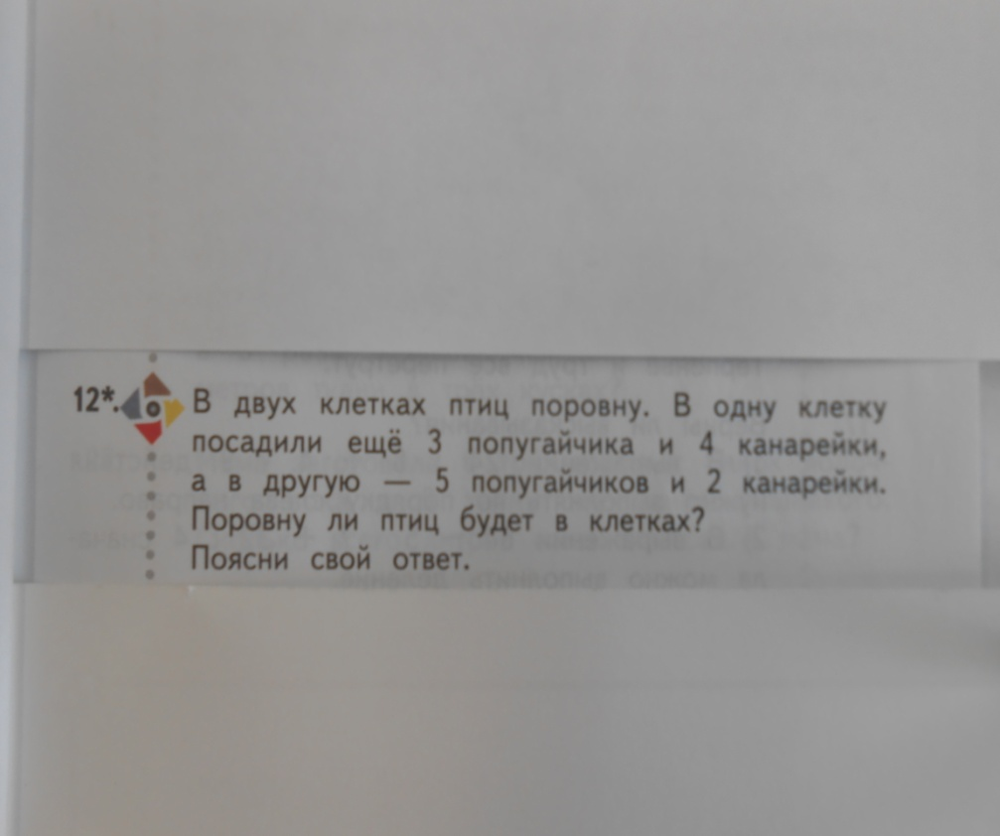 12*. В двух клетках птиц поровну. В одну клетку
посадили ещё 3 попугайчика и 4 канарейки,
а в другую — 5 попугайчиков и 2 канарейки.
Поровну ли птиц будет в клетках?
Поясни свой ответ.